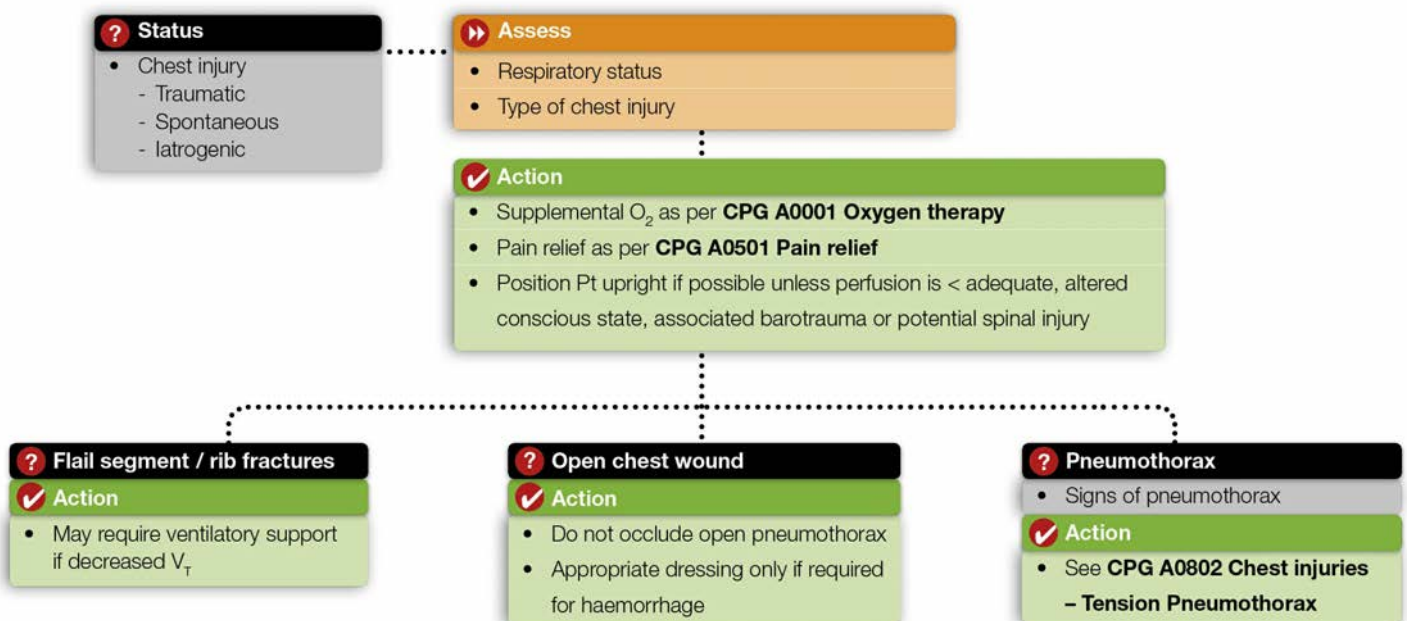 ? Status
• Chest injury
- Traumatic
- Spontaneous
- Iatrogenic
Assess
• Respiratory status
• Type of chest injury
Action
• Supplemental O₂ as per CPG A0001 Oxygen therapy
• Pain relief as per CPG A0501 Pain relief
• Position Pt upright if possible unless perfusion is < adequate, altered
conscious state, associated barotrauma or potential spinal injury
? Flail segment / rib fractures
Action
• May require ventilatory support
if decreased V_T
? Open chest wound
Action
• Do not occlude open pneumothorax
• Appropriate dressing only if required
for haemorrhage
? Pneumothorax
• Signs of pneumothorax
Action
• See CPG A0802 Chest injuries
– Tension Pneumothorax